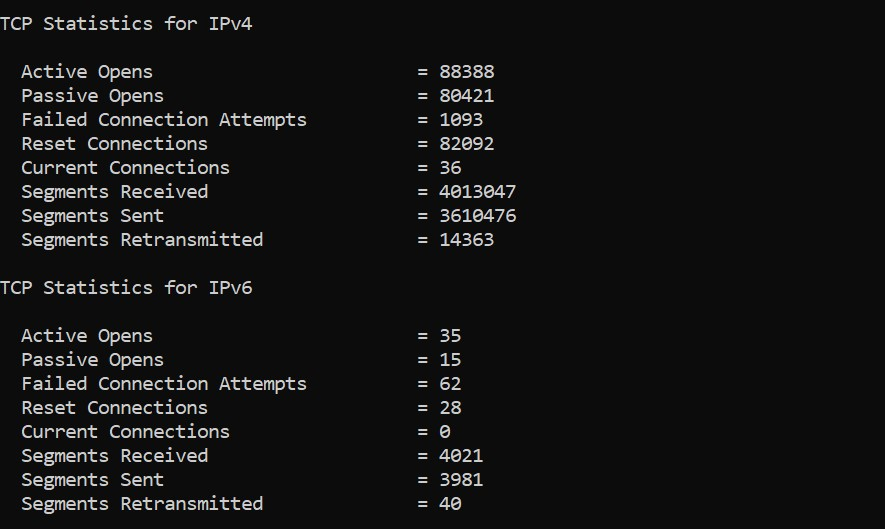 TCP Statistics for IPv4
Active Opens = 88388
Passive Opens = 80421
Failed Connection Attempts = 1093
Reset Connections = 82092
Current Connections = 36
Segments Received = 4013047
Segments Sent = 3610476
Segments Retransmitted = 14363
TCP Statistics for IPv6
Active Opens = 35
Passive Opens = 15
Failed Connection Attempts = 62
Reset Connections = 28
Current Connections = 0
Segments Received = 4021
Segments Sent = 3981
Segments Retransmitted = 40